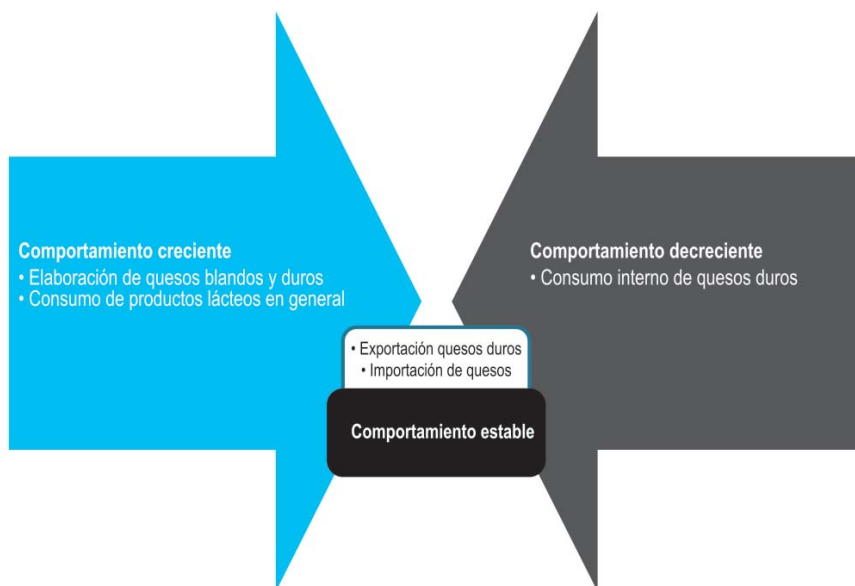 Comportamiento creciente
• Elaboración de quesos blandos y duros
• Consumo de productos lácteos en general
Comportamiento decreciente
• Consumo interno de quesos duros
• Exportación quesos duros
• Importación de quesos
Comportamiento estable